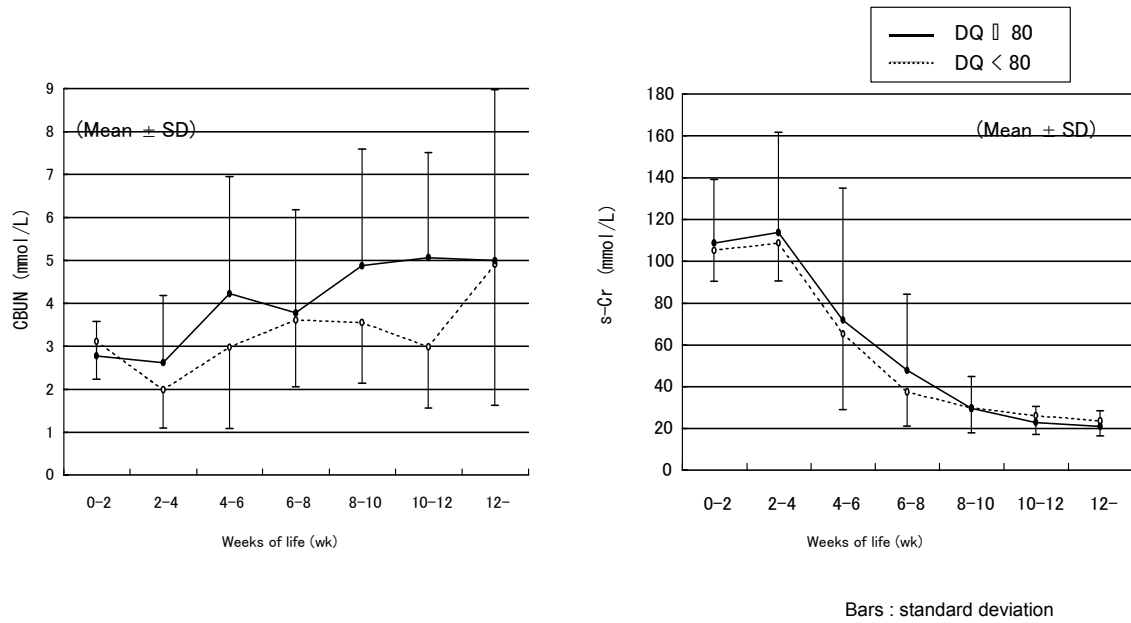 DQ ▯ 80
DQ < 80
(Mean ± SD)
CBUN (mmol/L)
9
8
7
6
5
4
3
2
1
0
0-2 2-4 4-6 6-8 8-10 10-12 12-
Weeks of life (wk)
(Mean ± SD)
s-Cr (mmol/L)
180
160
140
120
100
80
60
40
20
0
0-2 2-4 4-6 6-8 8-10 10-12 12-
Weeks of life (wk)
Bars : standard deviation